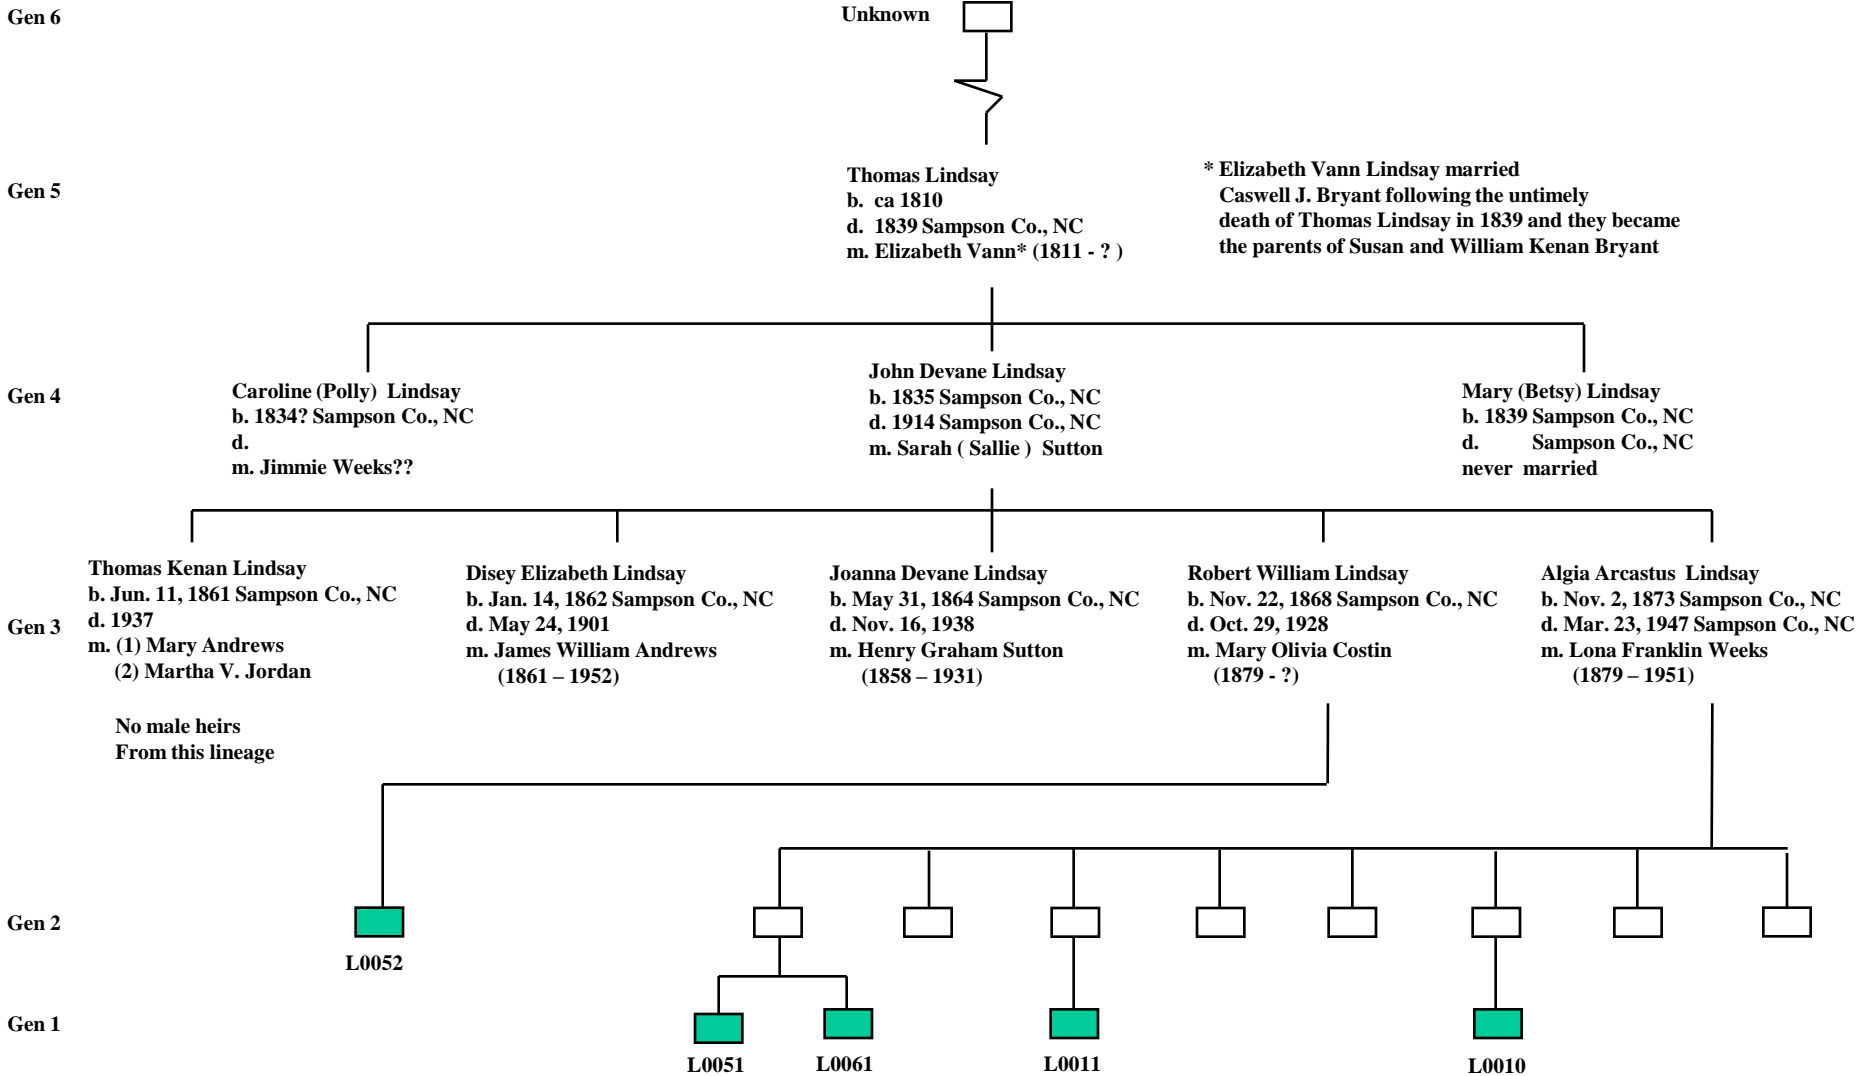 Gen 6
Unknown
Gen 5
Thomas Lindsay
b. ca 1810
d. 1839 Sampson Co., NC
m. Elizabeth Vann* (1811 - ? )
* Elizabeth Vann Lindsay married
Caswell J. Bryant following the untimely
death of Thomas Lindsay in 1839 and they became
the parents of Susan and William Kenan Bryant
Gen 4
Caroline (Polly) Lindsay
b. 1834? Sampson Co., NC
d.
m. Jimmie Weeks??
John Devane Lindsay
b. 1835 Sampson Co., NC
d. 1914 Sampson Co., NC
m. Sarah ( Sallie ) Sutton
Mary (Betsy) Lindsay
b. 1839 Sampson Co., NC
d. Sampson Co., NC
never married
Gen 3
Thomas Kenan Lindsay
b. Jun. 11, 1861 Sampson Co., NC
d. 1937
m. (1) Mary Andrews
(2) Martha V. Jordan
No male heirs
From this lineage
Disey Elizabeth Lindsay
b. Jan. 14, 1862 Sampson Co., NC
d. May 24, 1901
m. James William Andrews
(1861 – 1952)
Joanna Devane Lindsay
b. May 31, 1864 Sampson Co., NC
d. Nov. 16, 1938
m. Henry Graham Sutton
(1858 – 1931)
Robert William Lindsay
b. Nov. 22, 1868 Sampson Co., NC
d. Oct. 29, 1928
m. Mary Olivia Costin
(1879 - ?)
Algia Arcastus Lindsay
b. Nov. 2, 1873 Sampson Co., NC
d. Mar. 23, 1947 Sampson Co., NC
m. Lona Franklin Weeks
(1879 – 1951)
Gen 2
L0052
Gen 1
L0051
L0061
L0011
L0010